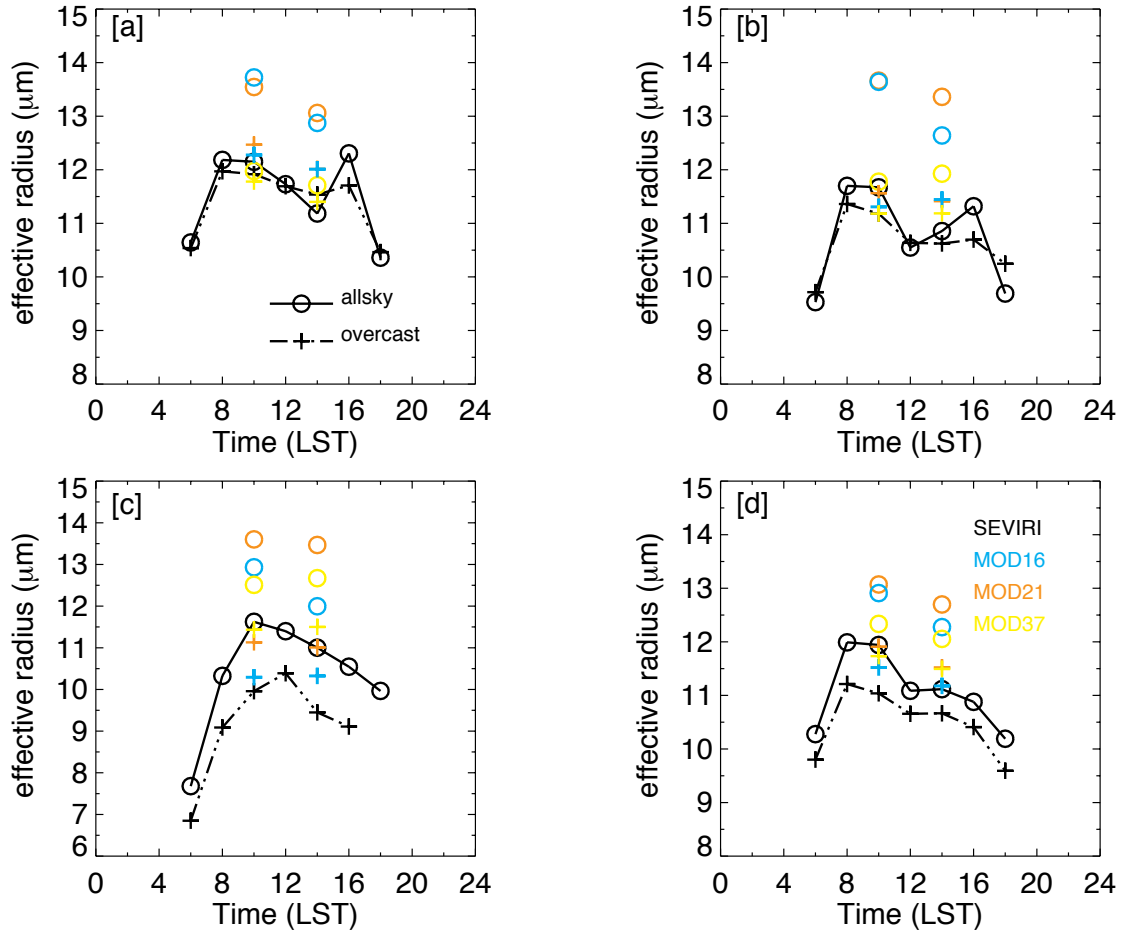 [a]
effective radius (μm)
15
14
13
12
11
10
9
8
allsky
overcast
0 4 8 12 16 20 24
Time (LST)
[b]
effective radius (μm)
15
14
13
12
11
10
9
8
0 4 8 12 16 20 24
Time (LST)
[c]
effective radius (μm)
15
14
13
12
11
10
9
8
7
6
0 4 8 12 16 20 24
Time (LST)
[d]
effective radius (μm)
15
14
13
12
11
10
9
8
SEVIRI
MOD16
MOD21
MOD37
0 4 8 12 16 20 24
Time (LST)